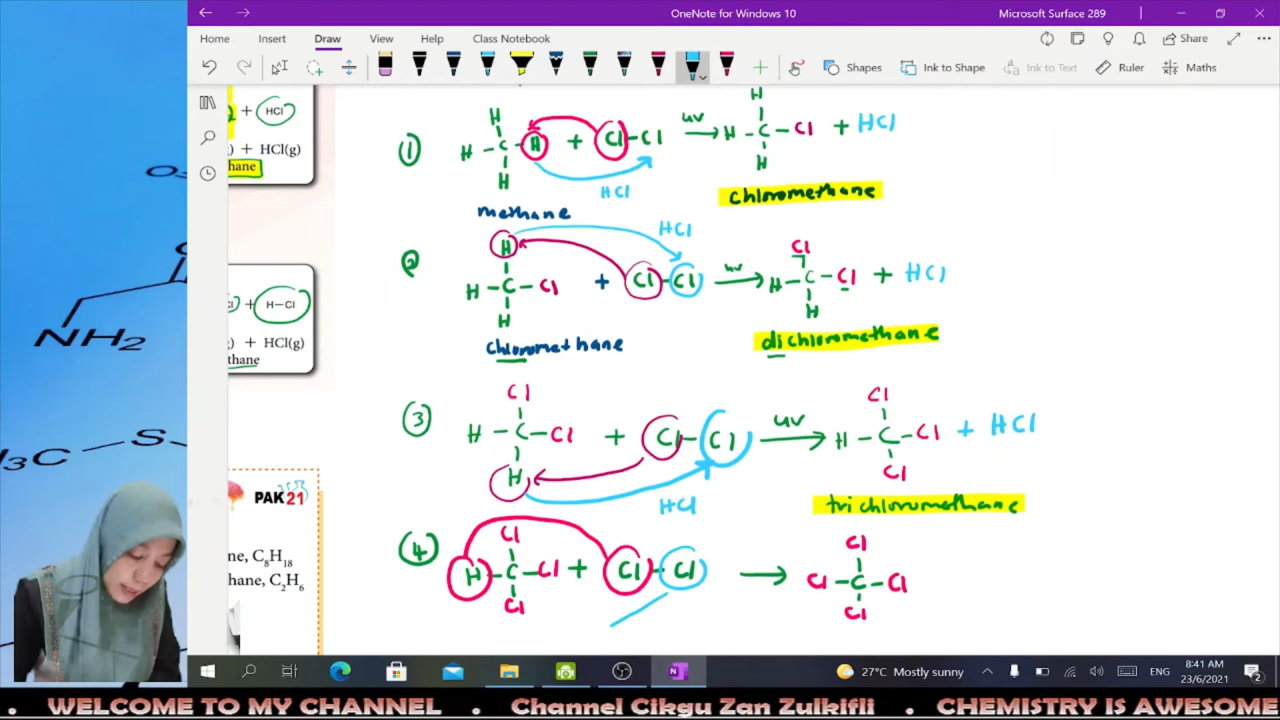 OneNote for Windows 10
Microsoft Surface 289
Home Insert Draw View Help Class Notebook
Share
Shapes Ink to Shape Ink to Text Ruler Maths
+ HCl
) + HCl(g)
hane
+ H—Cl
) + HCl(g)
thane
NH2
3C S
PAK21
ne, C8H18
hane, C2H6
H H
① H - C - H + Cl - Cl uv → H - C - Cl + HCl
H HCl H
methane chloromethane
H HCl Cl
② H - C - Cl + Cl - Cl uv → H - C - Cl + HCl
H H
chloromethane dichloromethane
Cl Cl
③ H - C - Cl + Cl - Cl uv → H - C - Cl + HCl
H HCl Cl
trichloromethane
Cl Cl
④ H - C - Cl + Cl - Cl → Cl - C - Cl
Cl Cl
27°C Mostly sunny
ENG
8:41 AM
23/6/2021
2
. WELCOME TO MY CHANNEL . Channel Cikgu Zan Zulkifli . CHEMISTRY IS AWESOME